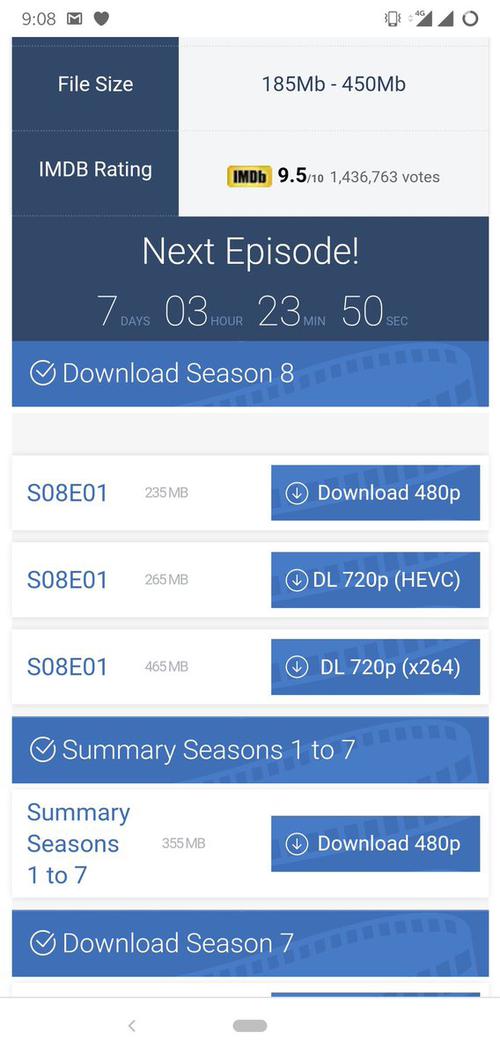 9:08
4G
File Size
185Mb - 450Mb
IMDB Rating
IMDb 9.5/10 1,436,763 votes
Next Episode!
7 DAYS 03 HOUR 23 MIN 50 SEC
Download Season 8
S08E01 235 MB Download 480p
S08E01 265 MB DL 720p (HEVC)
S08E01 465 MB DL 720p (x264)
Summary Seasons 1 to 7
Summary
Seasons
1 to 7
355 MB
Download 480p
Download Season 7